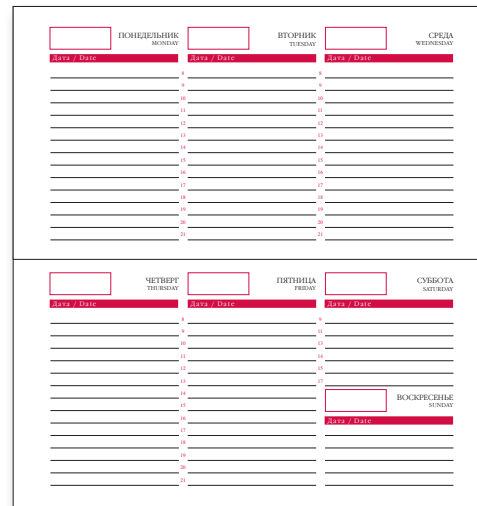 ПОНЕДЕЛЬНИК
MONDAY
Дата / Date
ВТОРНИК
TUESDAY
Дата / Date
СРЕДА
WEDNESDAY
Дата / Date
8 8
9 9
10 10
11 11
12 12
13 13
14 14
15 15
16 16
17 17
18 18
19 19
20 20
21 21
ЧЕТВЕРГ
THURSDAY
Дата / Date
ПЯТНИЦА
FRIDAY
Дата / Date
СУББОТА
SATURDAY
Дата / Date
8 9
9 11
10 13
11 14
12 15
13 17
14
15
16
17
18
19
20
21
ВОСКРЕСЕНЬЕ
SUNDAY
Дата / Date